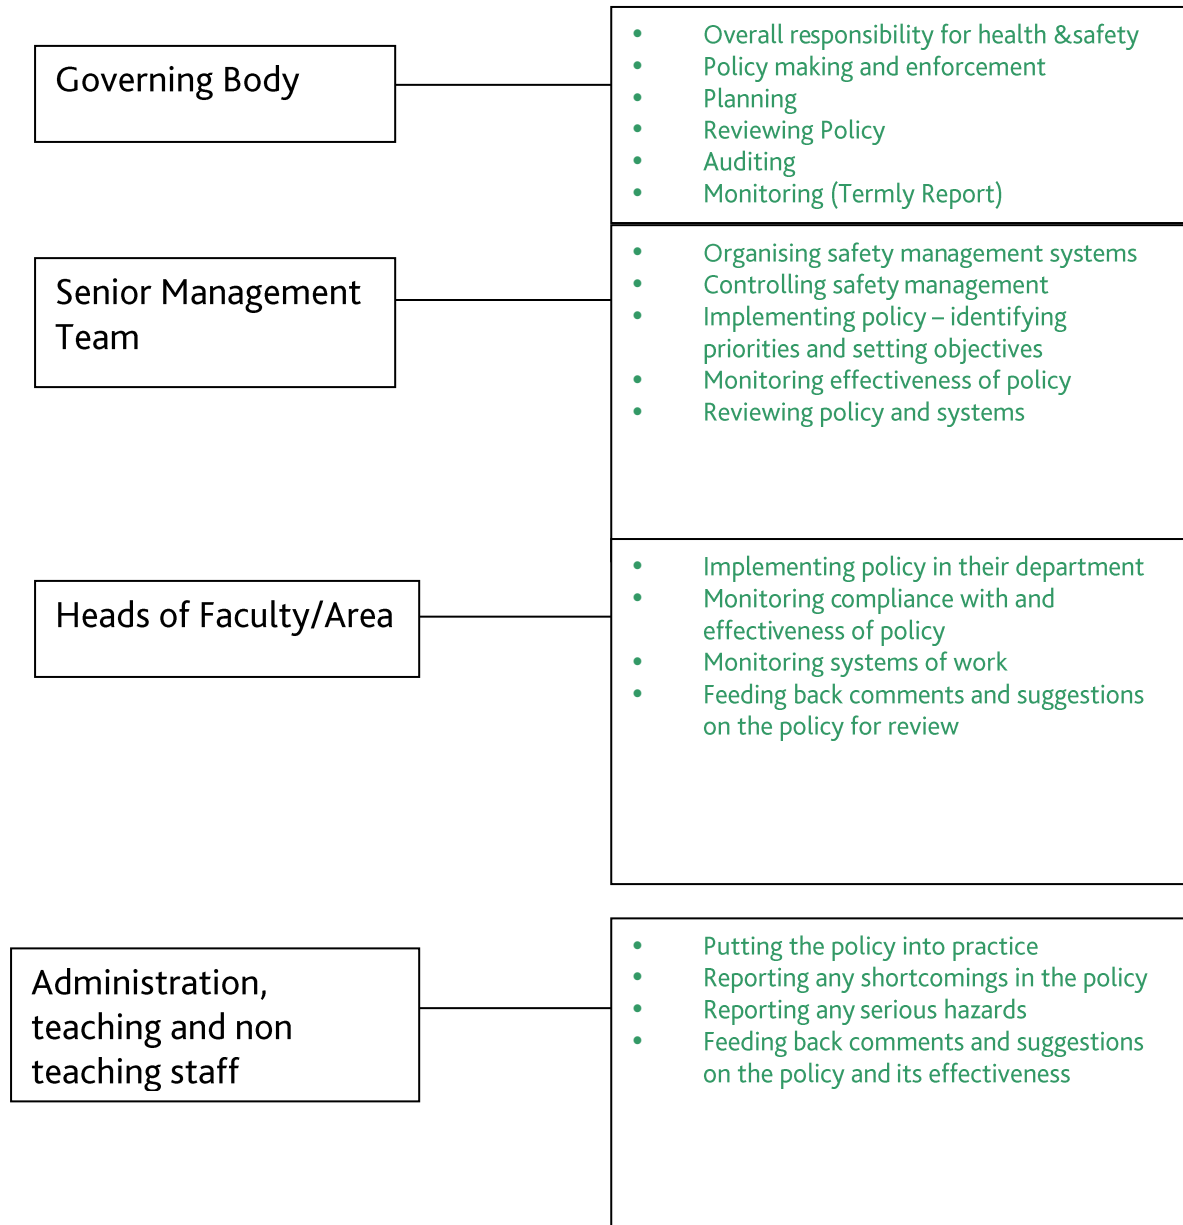 Governing Body
• Overall responsibility for health &safety
• Policy making and enforcement
• Planning
• Reviewing Policy
• Auditing
• Monitoring (Termly Report)
Senior Management
Team
• Organising safety management systems
• Controlling safety management
• Implementing policy – identifying
priorities and setting objectives
• Monitoring effectiveness of policy
• Reviewing policy and systems
Heads of Faculty/Area
• Implementing policy in their department
• Monitoring compliance with and
effectiveness of policy
• Monitoring systems of work
• Feeding back comments and suggestions
on the policy for review
Administration,
teaching and non
teaching staff
• Putting the policy into practice
• Reporting any shortcomings in the policy
• Reporting any serious hazards
• Feeding back comments and suggestions
on the policy and its effectiveness